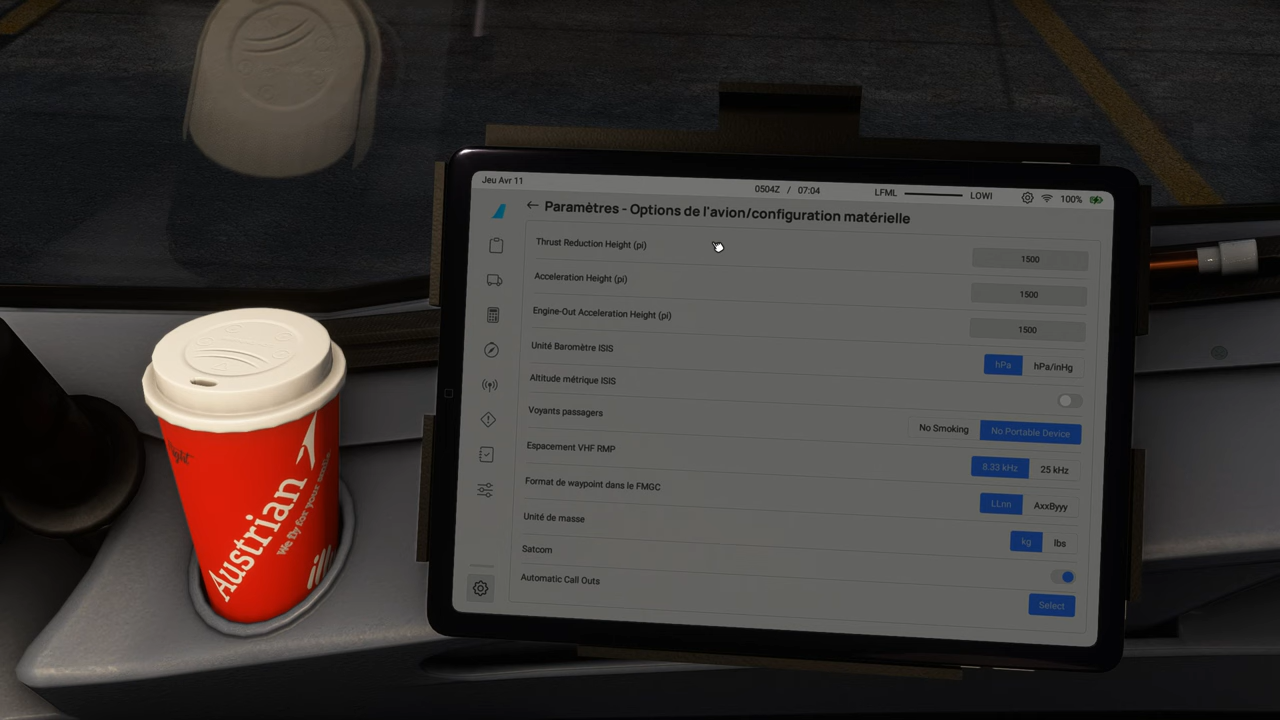 Jeu Avr 11
0504Z / 07:04
LFML LOWI
100%
← Paramètres - Options de l'avion/configuration matérielle
Thrust Reduction Height (pi) 1500
Acceleration Height (pi) 1500
Engine-Out Acceleration Height (pi) 1500
Unité Baromètre ISIS hPa hPa/inHg
Altitude métrique ISIS
Voyants passagers No Smoking No Portable Device
Espacement VHF RMP 8.33 kHz 25 kHz
Format de waypoint dans le FMGC LLnn AxxByyy
Unité de masse kg lbs
Satcom
Automatic Call Outs Select
Austrian
We fly for your smile.